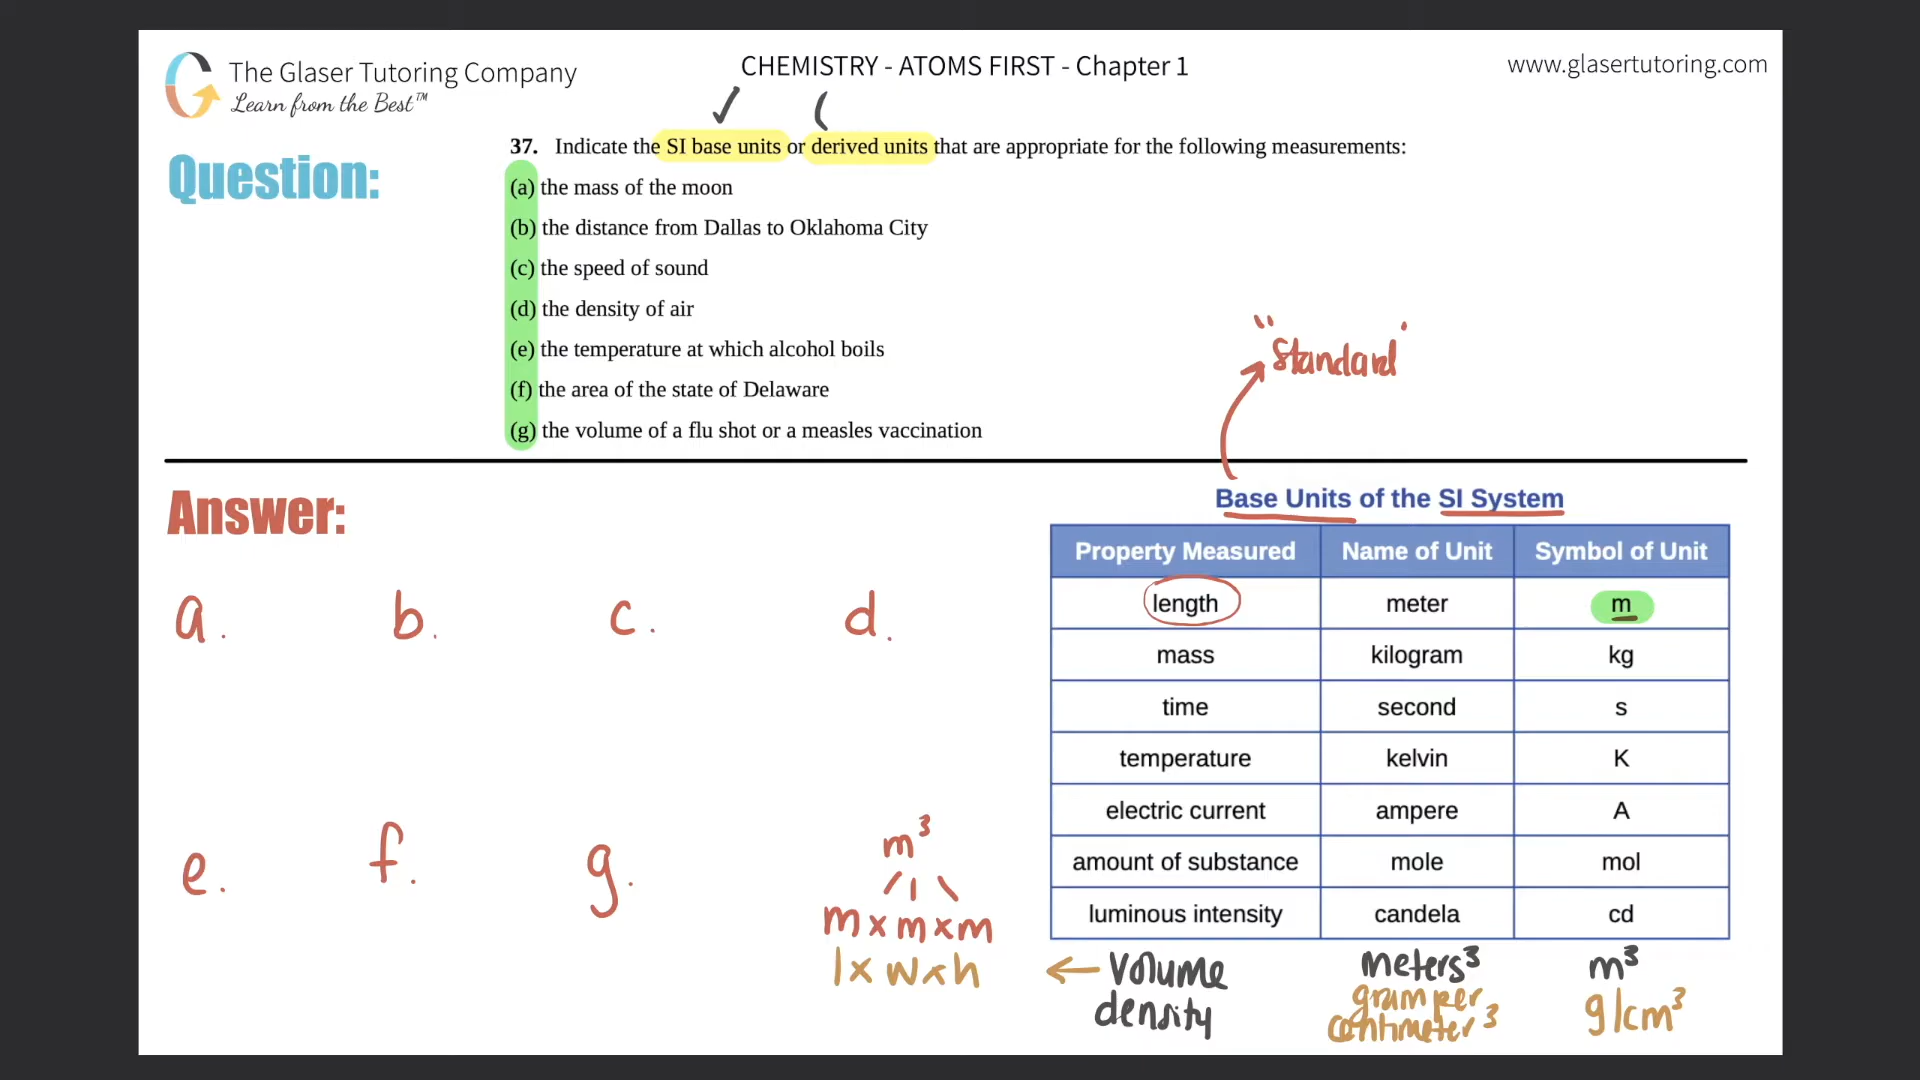 The Glaser Tutoring Company
Learn from the Best™
CHEMISTRY - ATOMS FIRST - Chapter 1
www.glasertutoring.com
Question:
37. Indicate the SI base units or derived units that are appropriate for the following measurements:
(a) the mass of the moon
(b) the distance from Dallas to Oklahoma City
(c) the speed of sound
(d) the density of air
(e) the temperature at which alcohol boils
(f) the area of the state of Delaware
(g) the volume of a flu shot or a measles vaccination
"Standard"
Answer:
a. b. c. d.
e. f. g.
m³
m x m x m
l x w x h
Base Units of the SI System
Property Measured Name of Unit Symbol of Unit
length meter m
mass kilogram kg
time second s
temperature kelvin K
electric current ampere A
amount of substance mole mol
luminous intensity candela cd
← volume meters³ m³
density gram per centimeter³ g/cm³